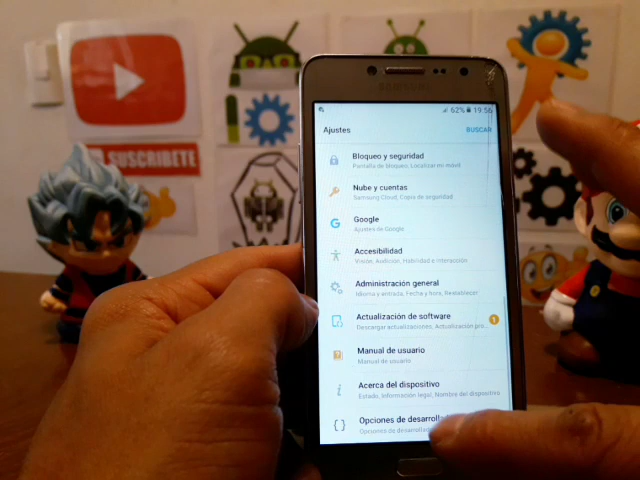 SUSCRIBETE
SAMSUNG
62% 19:56
Ajustes
BUSCAR
Bloqueo y seguridad
Pantalla de bloqueo, Localizar mi móvil
Nube y cuentas
Samsung Cloud, Copia de seguridad
Google
Ajustes de Google
Accesibilidad
Visión, Audición, Habilidad e interacción
Administración general
Idioma y entrada, Fecha y hora, Restablecer
Actualización de software
1
Descargar actualizaciones, Actualización pro...
Manual de usuario
Manual de usuario
Acerca del dispositivo
Estado, Información legal, Nombre del dispositivo
Opciones de desarroll
Opciones de desarroll